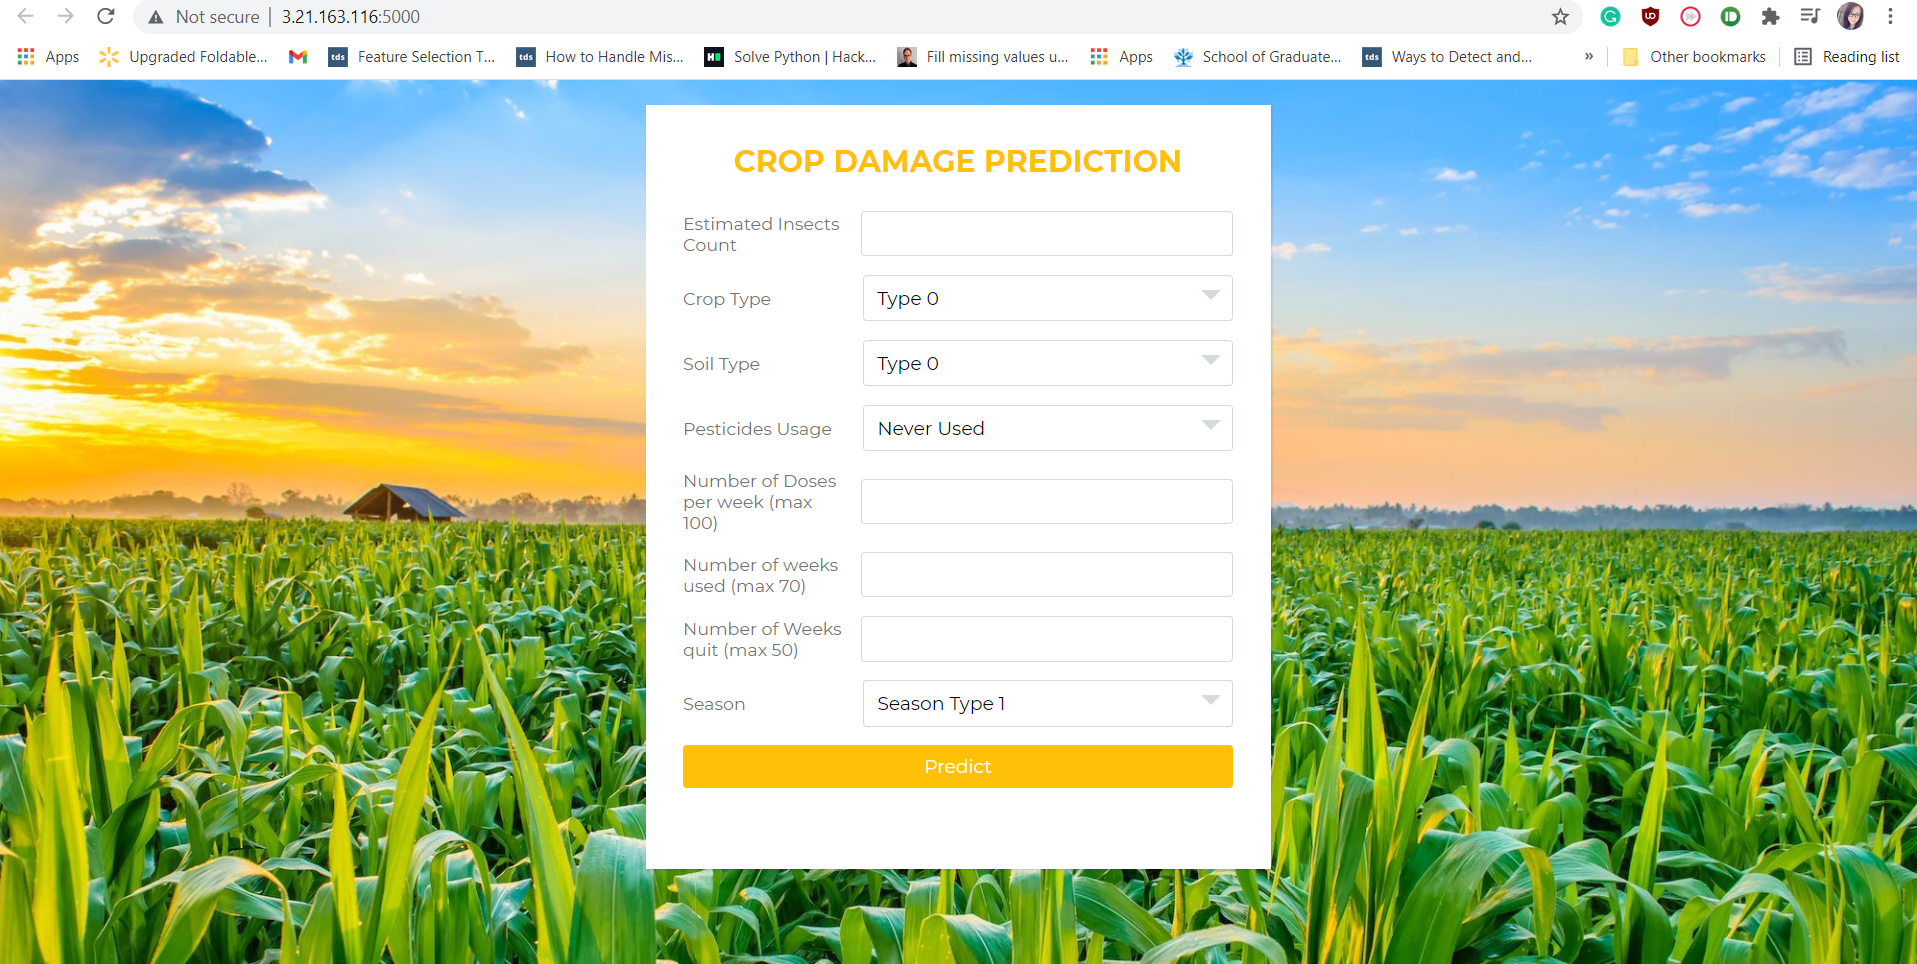 Not secure | 3.21.163.116:5000
Apps Upgraded Foldable... tds Feature Selection T... tds How to Handle Mis... H Solve Python | Hack... Fill missing values u... Apps School of Graduate... tds Ways to Detect and... » Other bookmarks Reading list
CROP DAMAGE PREDICTION
Estimated Insects
Count
Crop Type
Type 0
Soil Type
Type 0
Pesticides Usage
Never Used
Number of Doses
per week (max
100)
Number of weeks
used (max 70)
Number of Weeks
quit (max 50)
Season
Season Type 1
Predict